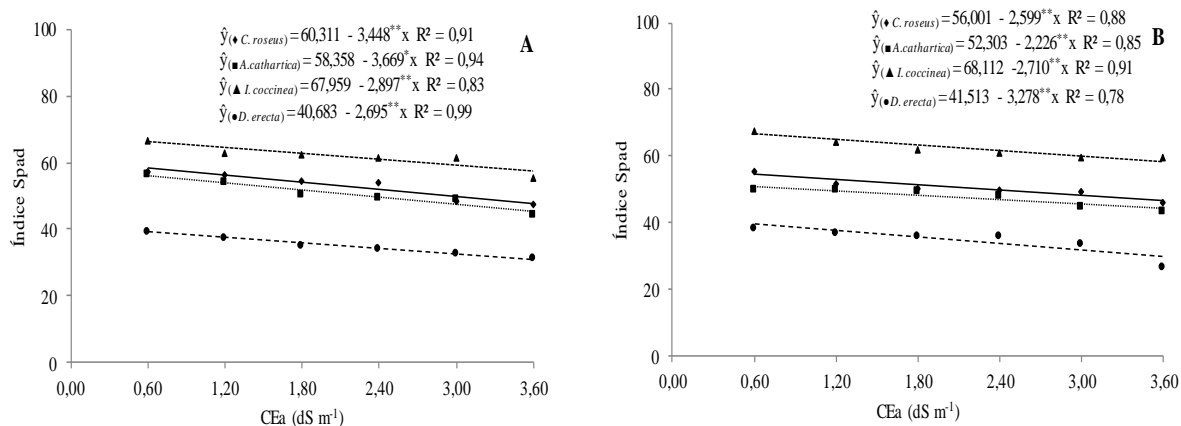 ŷ(♦ C. roseus) = 60,311 - 3,448**x R² = 0,91
ŷ(■ A.cathartica) = 58,358 - 3,669*x R² = 0,94
ŷ(▲ I. coccinea) = 67,959 - 2,897**x R² = 0,83
ŷ(● D. erecta) = 40,683 - 2,695**x R² = 0,99
A
100
80
60
40
20
0
Índice Spad
0,00 0,60 1,20 1,80 2,40 3,00 3,60
CEa (dS m⁻¹)
ŷ(♦ C. roseus) = 56,001 - 2,599**x R² = 0,88
ŷ(■ A.cathartica) = 52,303 - 2,226**x R² = 0,85
ŷ(▲ I. coccinea) = 68,112 -2,710**x R² = 0,91
ŷ(● D. erecta) = 41,513 - 3,278**x R² = 0,78
B
100
80
60
40
20
0
Índice Spad
0,00 0,60 1,20 1,80 2,40 3,00 3,60
CEa (dS m⁻¹)